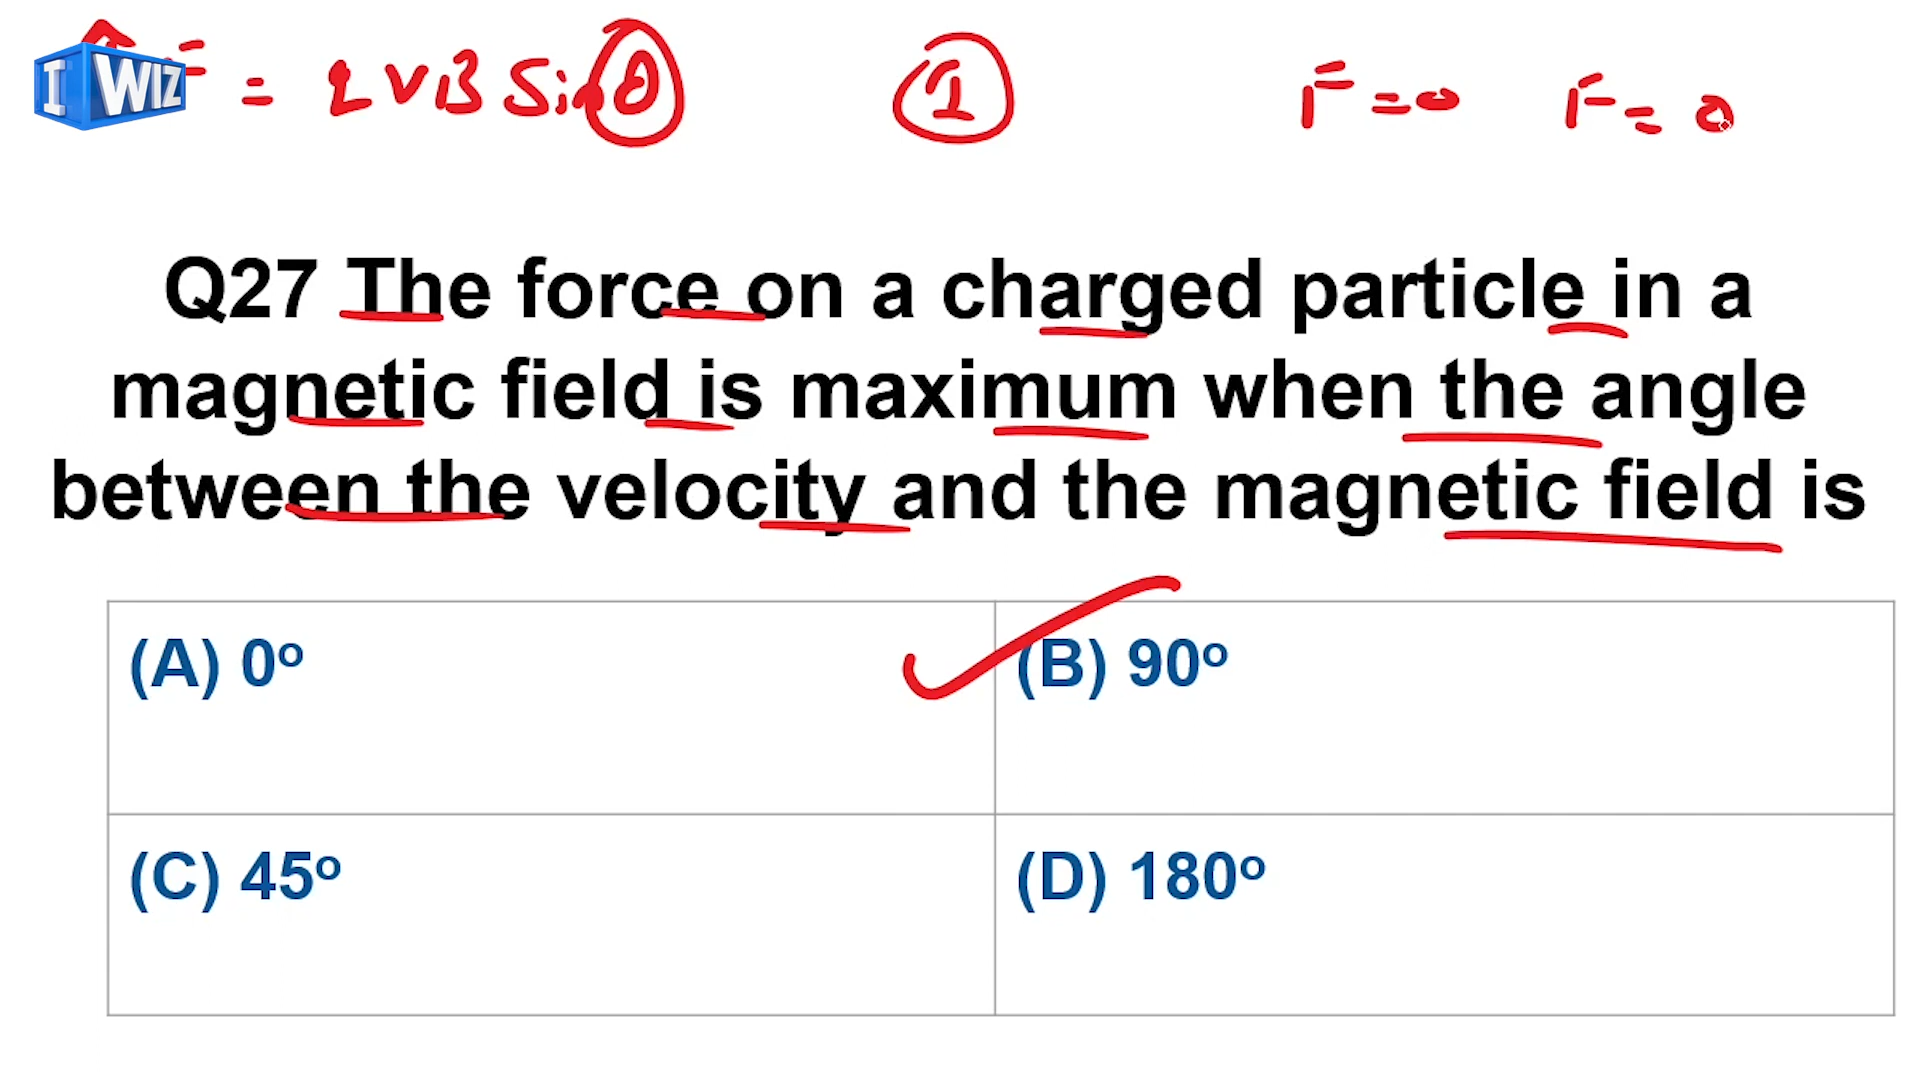 I WIZ
F = qVB Sinθ 1 F=0 F=0
Q27 The force on a charged particle in a
magnetic field is maximum when the angle
between the velocity and the magnetic field is
(A) 0º (B) 90º
(C) 45º (D) 180º